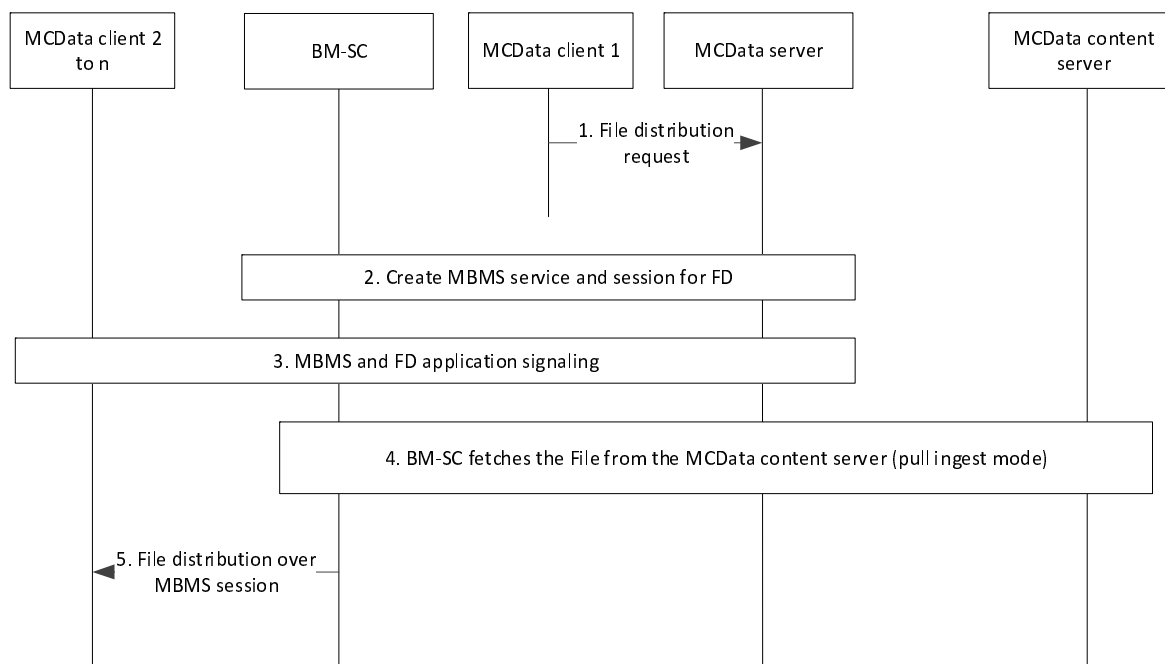 MCData client 2
to n
BM-SC
MCData client 1
MCData server
MCData content
server
1. File distribution
request
2. Create MBMS service and session for FD
3. MBMS and FD application signaling
4. BM-SC fetches the File from the MCData content server (pull ingest mode)
5. File distribution over
MBMS session